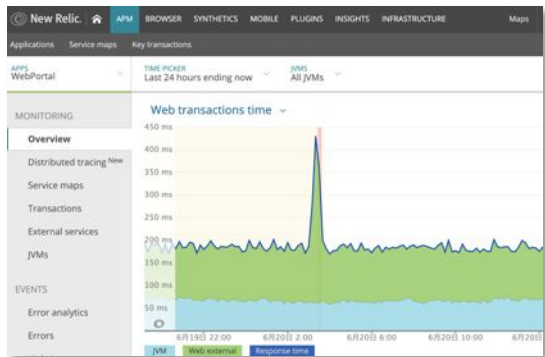 New Relic. APM BROWSER SYNTHETICS MOBILE PLUGINS INSIGHTS INFRASTRUCTURE Maps
Applications Service maps Key transactions
APPS TIME PICKER JVMS
WebPortal Last 24 hours ending now All JVMs
MONITORING
Overview
Distributed tracing New
Service maps
Transactions
External services
JVMs
EVENTS
Error analytics
Errors
Web transactions time
450 ms
400 ms
350 ms
300 ms
250 ms
200 ms
150 ms
100 ms
50 ms
6月19日 22:00 6月20日 2:00 6月20日 6:00 6月20日 10:00 6月20日
JVM Web external Response time